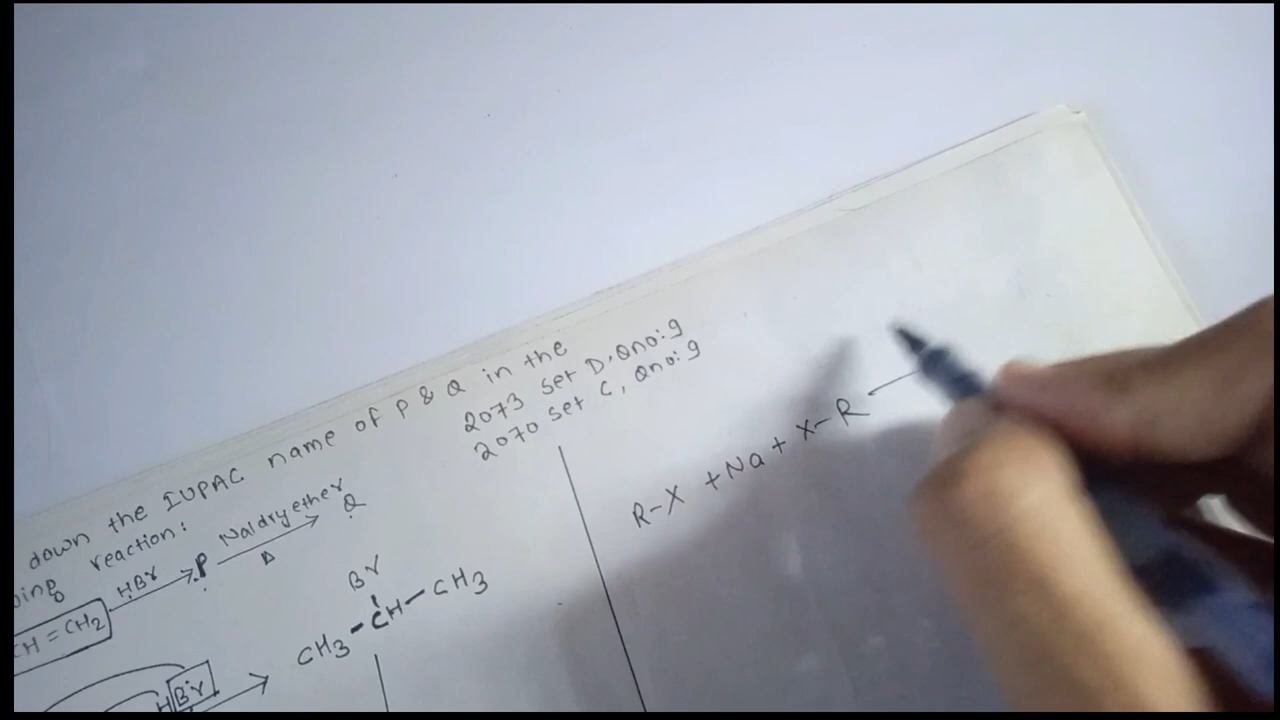 down the IUPAC name of P & Q in the
reaction:
2073 set D, Qno:9
2070 set C, Qno:9
CH=CH2 HBr P Na/dry ether Q
Δ
Br
CH3-CH-CH3
HBr
R-X +Na+ X-R